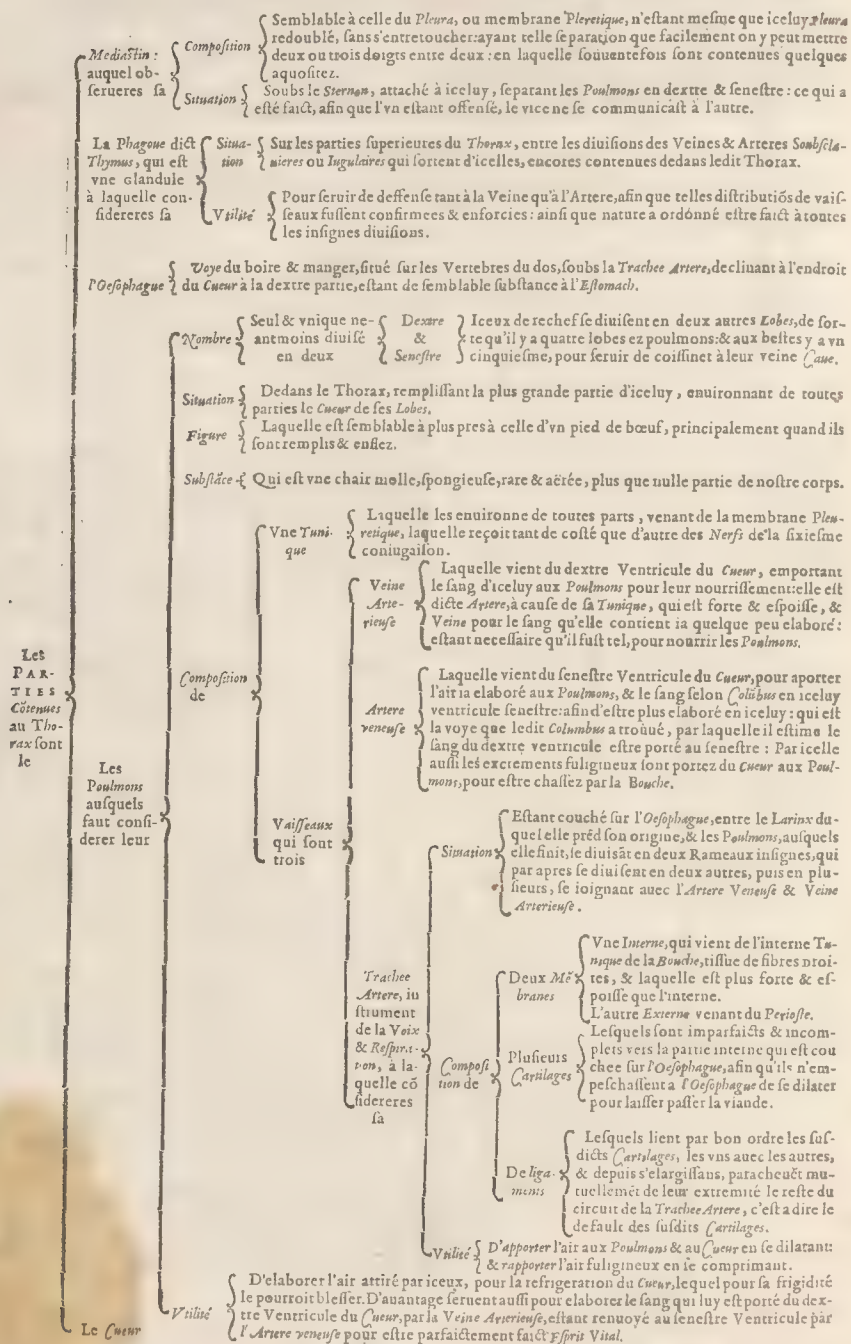 Les
PAR-
TIES
Cōtenues
au Tho-
rax sont
le
Mediastin :
auquel ob-
serueres sa
Composition
Semblable à celle du Pleura, ou membrane Pleretique, n'estant mesme que iceluy Pleura
redoublé, sans s'entretoucher: ayant telle separation que facilement on y peut mettre
deux ou trois doigts entre deux : en laquelle souuentefois sont contenues quelques
aquositez.
Situation
Soubs le Sternon, attaché à iceluy, separant les Poulmons en dextre & senestre : ce qui a
esté faict, afin que l'vn estant offensé, le vice ne se communicast à l'autre.
La Phagoue dict
Thymus, qui est
vne Glandule
à laquelle con-
sidereres sa
Situa-
tion
Sur les parties superieures du Thorax, entre les diuisions des Veines & Arteres Soubscla-
uieres ou Iugulaires qui sortent d'icelles, encores contenues dedans ledit Thorax.
Vtilité
Pour seruir de deffense tant à la Veine qu'à l'Artere, afin que telles distributiōs de vais-
seaux fussent confirmees & enforcies : ainsi que nature a ordonné estre faict à toutes
les insignes diuisions.
l'Oesophague
Voye du boire & manger, situé sur les Vertebres du dos, soubs la Trachee Artere, declinant à l'endroit
du Cueur à la dextre partie, estant de semblable substance à l'Estomach.
Les
Poulmons
ausquels
faut consi-
derer leur
Nombre
Seul & vnique ne-
antmoins diuisé
en deux
Dextre
&
Senestre
Iceux de rechef se diuisent en deux autres Lobes, de sor-
te qu'il y a quatre lobes ez poulmons: & aux bestes y a vn
cinquiesme, pour seruir de coissinet à leur veine Caue.
Situation
Dedans le Thorax, remplissant la plus grande partie d'iceluy, enuironnant de toutes
parties le Cueur de ses Lobes.
Figure
Laquelle est semblable à plus pres à celle d'vn pied de bœuf, principalement quand ils
sont remplis & enflez.
Substāce
Qui est vne chair molle, spongieuse, rare & aërée, plus que nulle partie de nostre corps.
Composition
de
Vne Tuni-
que
Laquelle les enuironne de toutes parts, venant de la membrane Pleu-
retique, laquelle reçoit tant de costé que d'autre des Nerfs de la sixiesme
coniugaison.
Vaisseaux
qui sont
trois
Veine
Arte-
rieuse
Laquelle vient du dextre Ventricule du Cueur, emportant
le sang d'iceluy aux Poulmons pour leur nourrissement: elle est
dicte Artere, à cause de sa Tunique, qui est forte & espoisse, &
Veine pour le sang qu'elle contient ia quelque peu elaboré :
estant necessaire qu'il fust tel, pour nourrir les Poulmons.
Artere
veneuse
Laquelle vient du senestre Ventricule du Cueur, pour aporter
l'air ia elaboré aux Poulmons, & le sang selon Colūbus en iceluy
ventricule senestre: afin d'estre plus elaboré en iceluy : qui est
la voye que ledit Columbus a trouué, par laquelle il estime le
sang du dextre ventricule estre porté au senestre : Par icelle
aussi les excrements fuligineux sont portez du Cueur aux Poul-
mons, pour estre chassez par la Bouche.
Trachee
Artere, in
strument
de la Voix
& Respira-
tion, à la-
quelle cō
sidereres
sa
Situation
Estant couché sur l'Oesophague, entre le Larinx du-
quel elle prēd son origine, & les Poulmons, ausquels
elle finit, se diuisāt en deux Rameaux insignes, qui
par apres se diuisent en deux autres, puis en plu-
sieurs, se ioignant auec l'Artere Veneuse & Veine
Arterieuse.
Composi
tion de
Deux Mē
branes
Vne Interne, qui vient de l'interne Tu-
nique de la Bouche, tissue de fibres Droi-
tes, & laquelle est plus forte & es-
poisse que l'interne.
L'autre Externe venant du Perioste.
Plusieurs
Cartilages
Lesquels sont imparfaicts & incom-
plets vers la partie interne qui est cou
chee sur l'Oesophague, afin qu'ils n'em-
peschassent a l'Oesophague de se dilater
pour laisser passer la viande.
De liga-
ments
Lesquels lient par bon ordre les sus-
dicts Cartilages, les vns auec les autres,
& depuis s'elargissans, paracheuēt mu-
tuellemēt de leur extremité le reste du
circuit de la Trachee Artere, c'est a dire le
default des susdits Cartilages.
Vtilité
D'apporter l'air aux Poulmons & au Cueur en se dilatant:
& rapporter l'air fuligineux en se comprimant.
Vtilité
D'elaborer l'air attiré par iceux, pour la refrigeration du Cueur, lequel pour sa frigidité
le pourroit blesser. D'auantage seruent aussi pour elaborer le sang qui luy est porté du dex-
tre Ventricule du Cueur, par la Veine Arterieuse, estant renuoyé au senestre Ventricule par
l'Artere veneuse pour estre parfaictement faict Esprit Vital.
Le Cueur